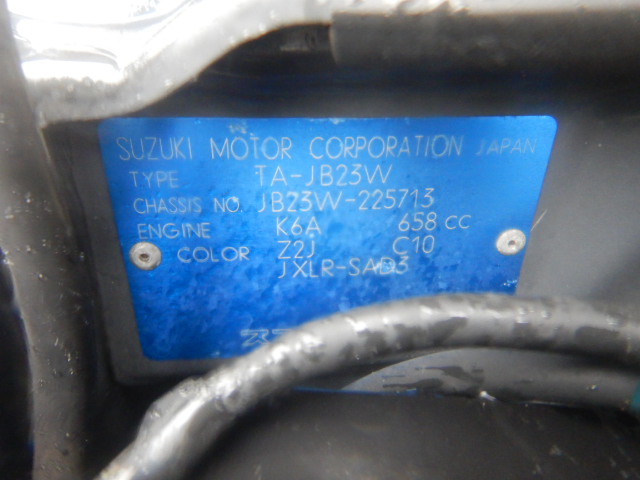 SUZUKI MOTOR CORPORATION JAPAN
TYPE TA-JB23W
CHASSIS NO. JB23W-225713
ENGINE K6A 658 cc
COLOR Z2J C10
JXLR-SAD3